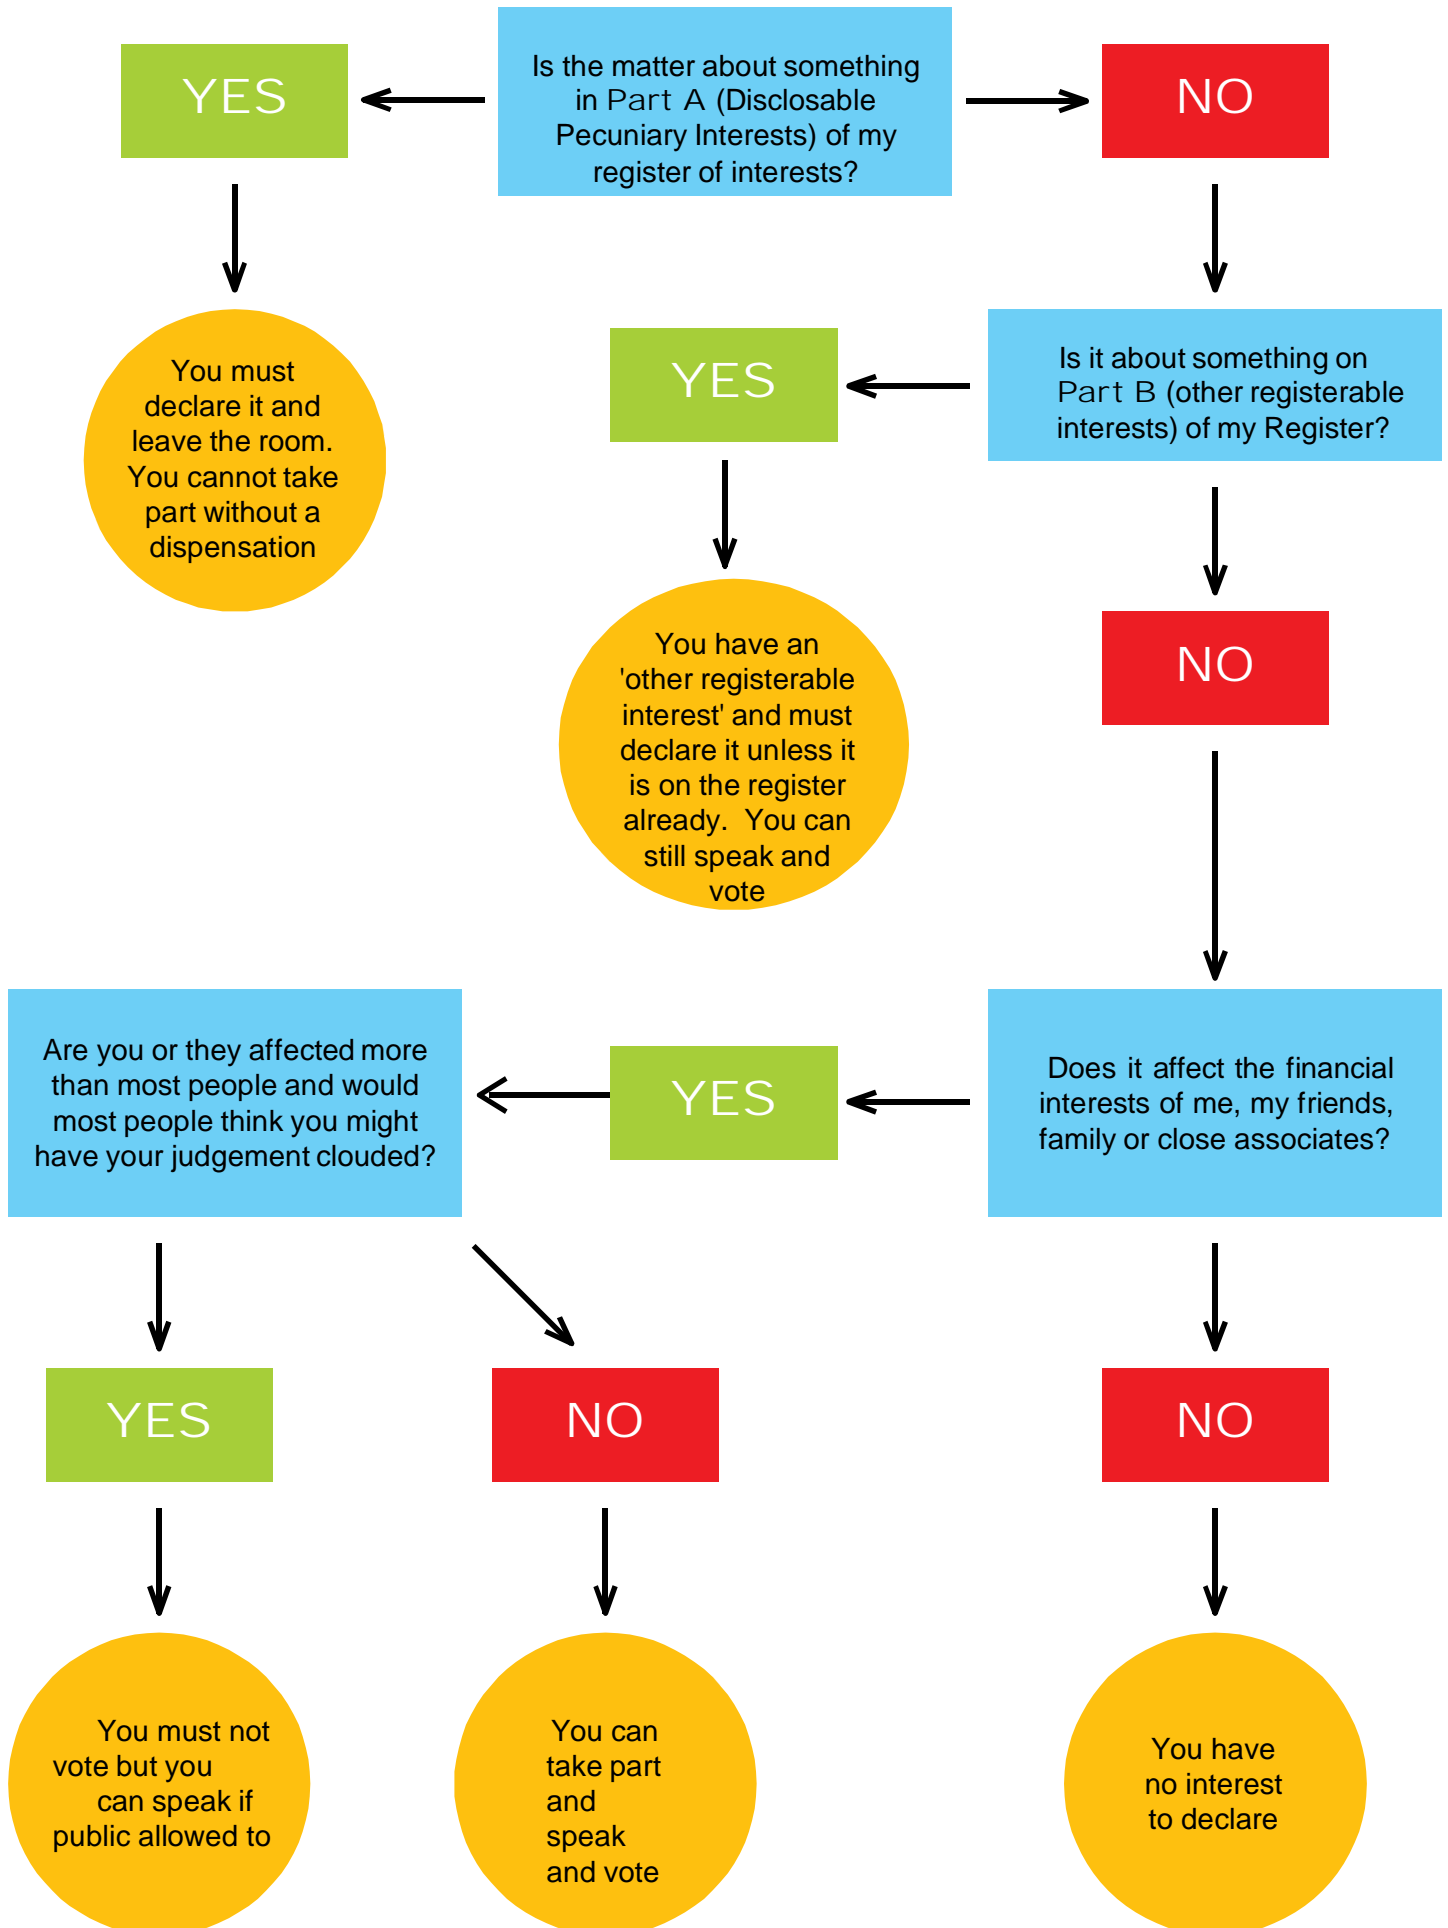 Is the matter about something
in Part A (Disclosable
Pecuniary Interests) of my
register of interests?
YES
NO
You must
declare it and
leave the room.
You cannot take
part without a
dispensation
Is it about something on
Part B (other registerable
interests) of my Register?
YES
You have an
'other registerable
interest' and must
declare it unless it
is on the register
already. You can
still speak and
vote
NO
Does it affect the financial
interests of me, my friends,
family or close associates?
YES
Are you or they affected more
than most people and would
most people think you might
have your judgement clouded?
YES
NO
NO
You must not
vote but you
can speak if
public allowed to
You can
take part
and
speak
and vote
You have
no interest
to declare